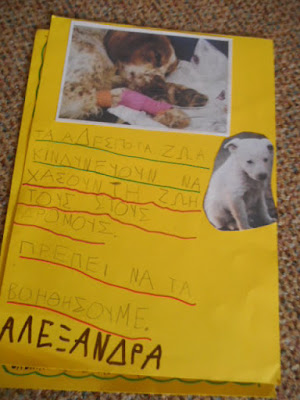 ΤΑ ΑΔΕΣΠΟΤΑ ΖΩΑ
ΚΙΝΔΥΝΕΥΟΥΝ ΝΑ
ΧΑΣΟΥΝ ΤΗ ΖΩΗ
ΤΟΥΣ ΣΤΟΥΣ
ΔΡΟΜΟΥΣ.
ΠΡΕΠΕΙ ΝΑ ΤΑ
ΒΟΗΘΗΣΟΥΜΕ.
ΑΛΕΞΑΝΔΡΑ